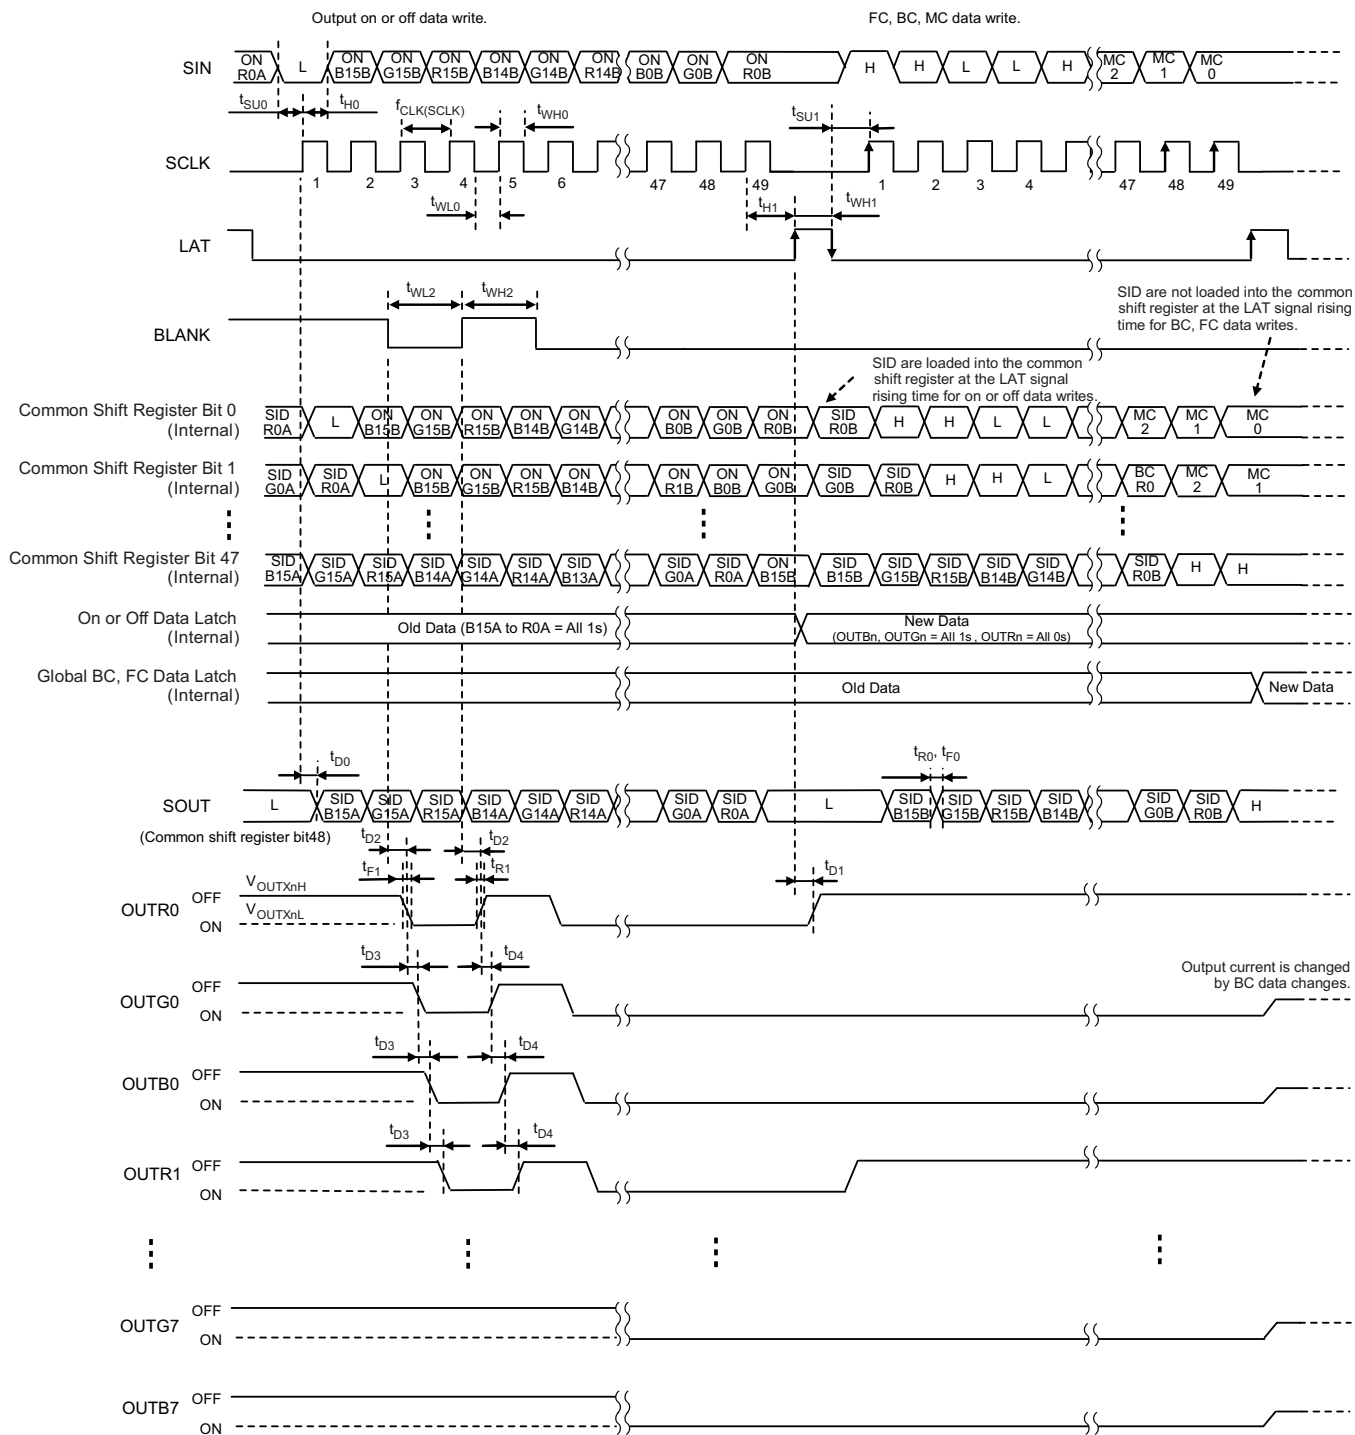 Output on or off data write. FC, BC, MC data write.
SIN ON R0A L ON B15B ON G15B ON R15B ON B14B ON G14B ON R14B ON B0B ON G0B ON R0B H H L L H MC 2 MC 1 MC 0
tSU0 tH0 fCLK(SCLK) tWH0 tSU1
SCLK 1 2 3 4 5 6 47 48 49 1 2 3 4 47 48 49
tWL0 tH1 tWH1
LAT
tWL2 tWH2
SID are not loaded into the common
shift register at the LAT signal rising
time for BC, FC data writes.
BLANK
SID are loaded into the common
shift register at the LAT signal
rising time for on or off data writes.
Common Shift Register Bit 0
(Internal)
SID R0A L ON B15B ON G15B ON R15B ON B14B ON G14B ON B0B ON G0B ON R0B SID R0B H H L L MC 2 MC 1 MC 0
Common Shift Register Bit 1
(Internal)
SID G0A SID R0A L ON B15B ON G15B ON R15B ON B14B ON R1B ON B0B ON G0B SID G0B SID R0B H H L BC R0 MC 2 MC 1
Common Shift Register Bit 47
(Internal)
SID B15A SID G15A SID R15A SID B14A SID G14A SID R14A SID B13A SID G0A SID R0A ON B15B SID B15B SID G15B SID R15B SID B14B SID G14B SID R0B H H
On or Off Data Latch
(Internal)
Old Data (B15A to R0A = All 1s)
New Data
(OUTBn, OUTGn = All 1s , OUTRn = All 0s)
Global BC, FC Data Latch
(Internal)
Old Data New Data
tD0 tR0, tF0
SOUT L SID B15A SID G15A SID R15A SID B14A SID G14A SID R14A SID G0A SID R0A L SID B15B SID G15B SID R15B SID B14B SID G0B SID R0B H
(Common shift register bit48)
tD2 tD2
tF1 tR1 tD1
OUTR0 OFF VOUTXnH
ON VOUTXnL
tD3 tD4
Output current is changed
by BC data changes.
OUTG0 OFF
ON
tD3 tD4
OUTB0 OFF
ON
tD3 tD4
OUTR1 OFF
ON
OUTG7 OFF
ON
OUTB7 OFF
ON